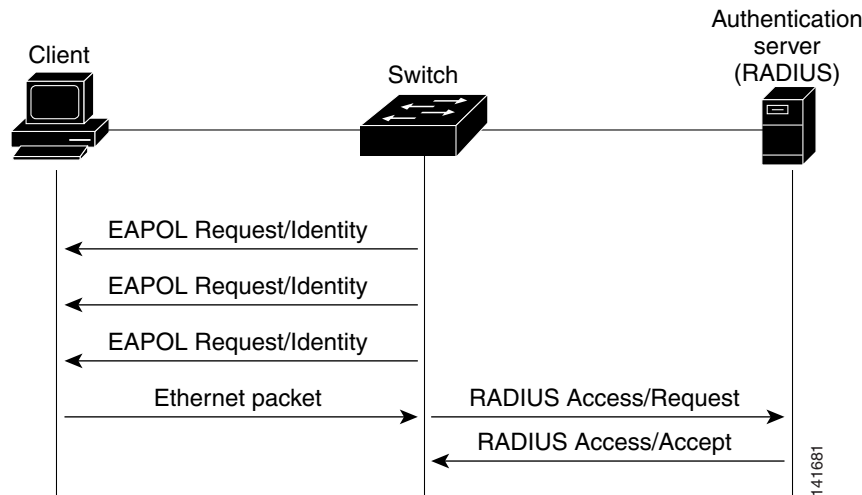 Client
Switch
Authentication
server
(RADIUS)
EAPOL Request/Identity
EAPOL Request/Identity
EAPOL Request/Identity
Ethernet packet
RADIUS Access/Request
RADIUS Access/Accept
141681